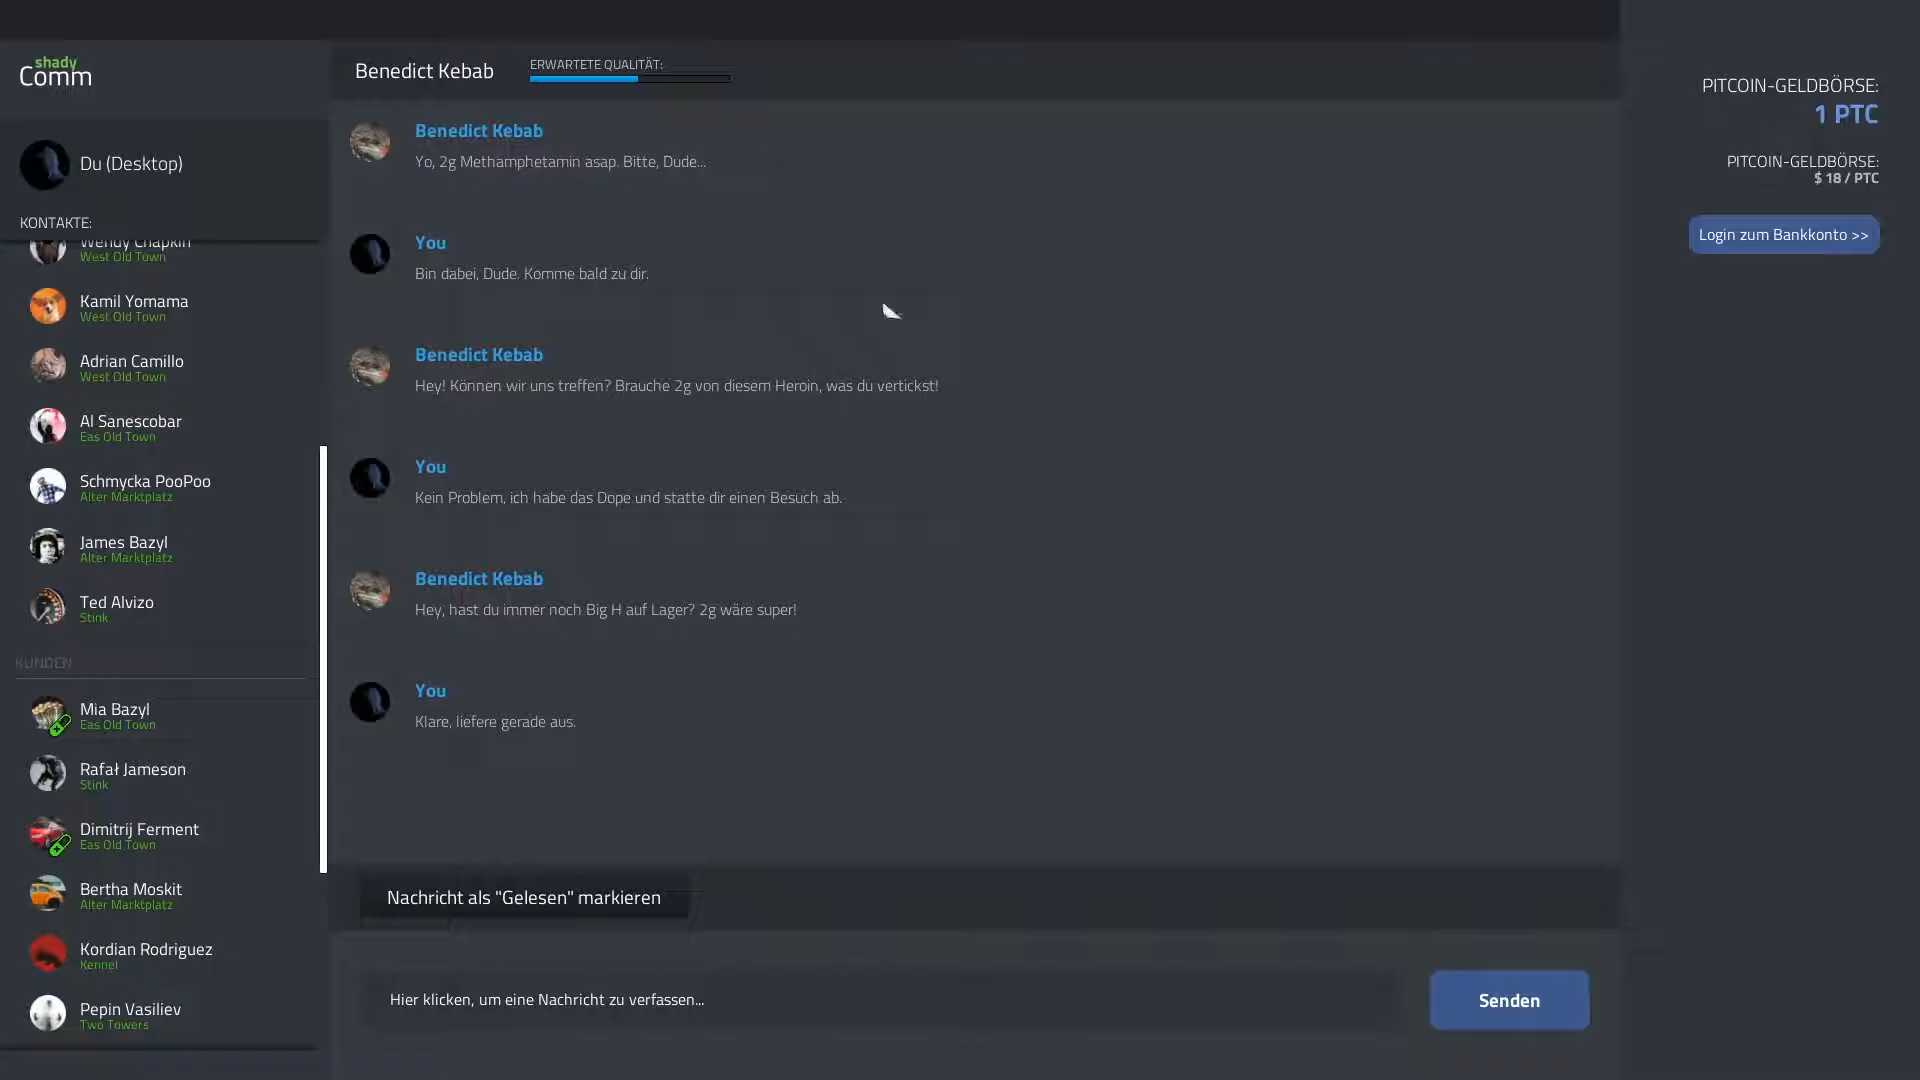 shady
Comm
Du (Desktop)
KONTAKTE:
Wendy Chapkin
West Old Town
Kamil Yomama
West Old Town
Adrian Camillo
West Old Town
Al Sanescobar
Eas Old Town
Schmycka PooPoo
Alter Marktplatz
James Bazyl
Alter Marktplatz
Ted Alvizo
Stink
KUNDEN
Mia Bazyl
Eas Old Town
Rafał Jameson
Stink
Dimitrij Ferment
Eas Old Town
Bertha Moskit
Alter Marktplatz
Kordian Rodriguez
Kennel
Pepin Vasiliev
Two Towers
Benedict Kebab
ERWARTETE QUALITÄT:
Benedict Kebab
Yo, 2g Methamphetamin asap. Bitte, Dude...
You
Bin dabei, Dude. Komme bald zu dir.
Benedict Kebab
Hey! Können wir uns treffen? Brauche 2g von diesem Heroin, was du vertickst!
You
Kein Problem, ich habe das Dope und statte dir einen Besuch ab.
Benedict Kebab
Hey, hast du immer noch Big H auf Lager? 2g wäre super!
You
Klare, liefere gerade aus.
Nachricht als "Gelesen" markieren
Hier klicken, um eine Nachricht zu verfassen...
Senden
PITCOIN-GELDBÖRSE:
1 PTC
PITCOIN-GELDBÖRSE:
$ 18 / PTC
Login zum Bankkonto >>